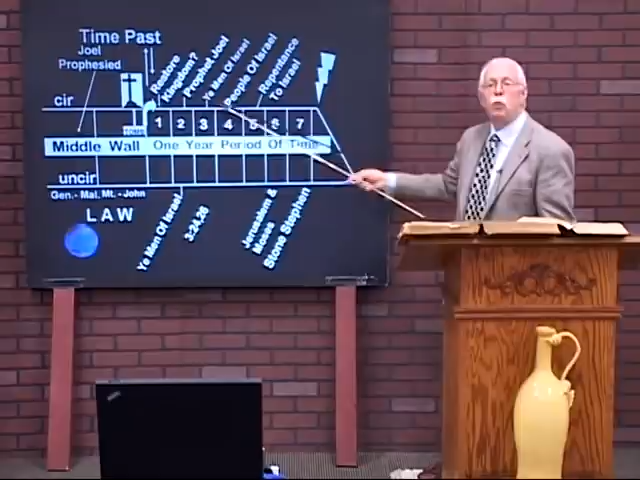 Time Past
Joel
Prophesied
Restore
Kingdom?
Prophet Joel
Ye Men Of Israel
People Of Israel
Repentance
To Israel
cir
1 2 3 4 5 6 7
Middle Wall One Year Period Of Time
uncir
Gen.- Mal. Mt.- John
LAW
Ye Men Of Israel
3:24,26
Jerusalem &
Moses
Stone Stephen